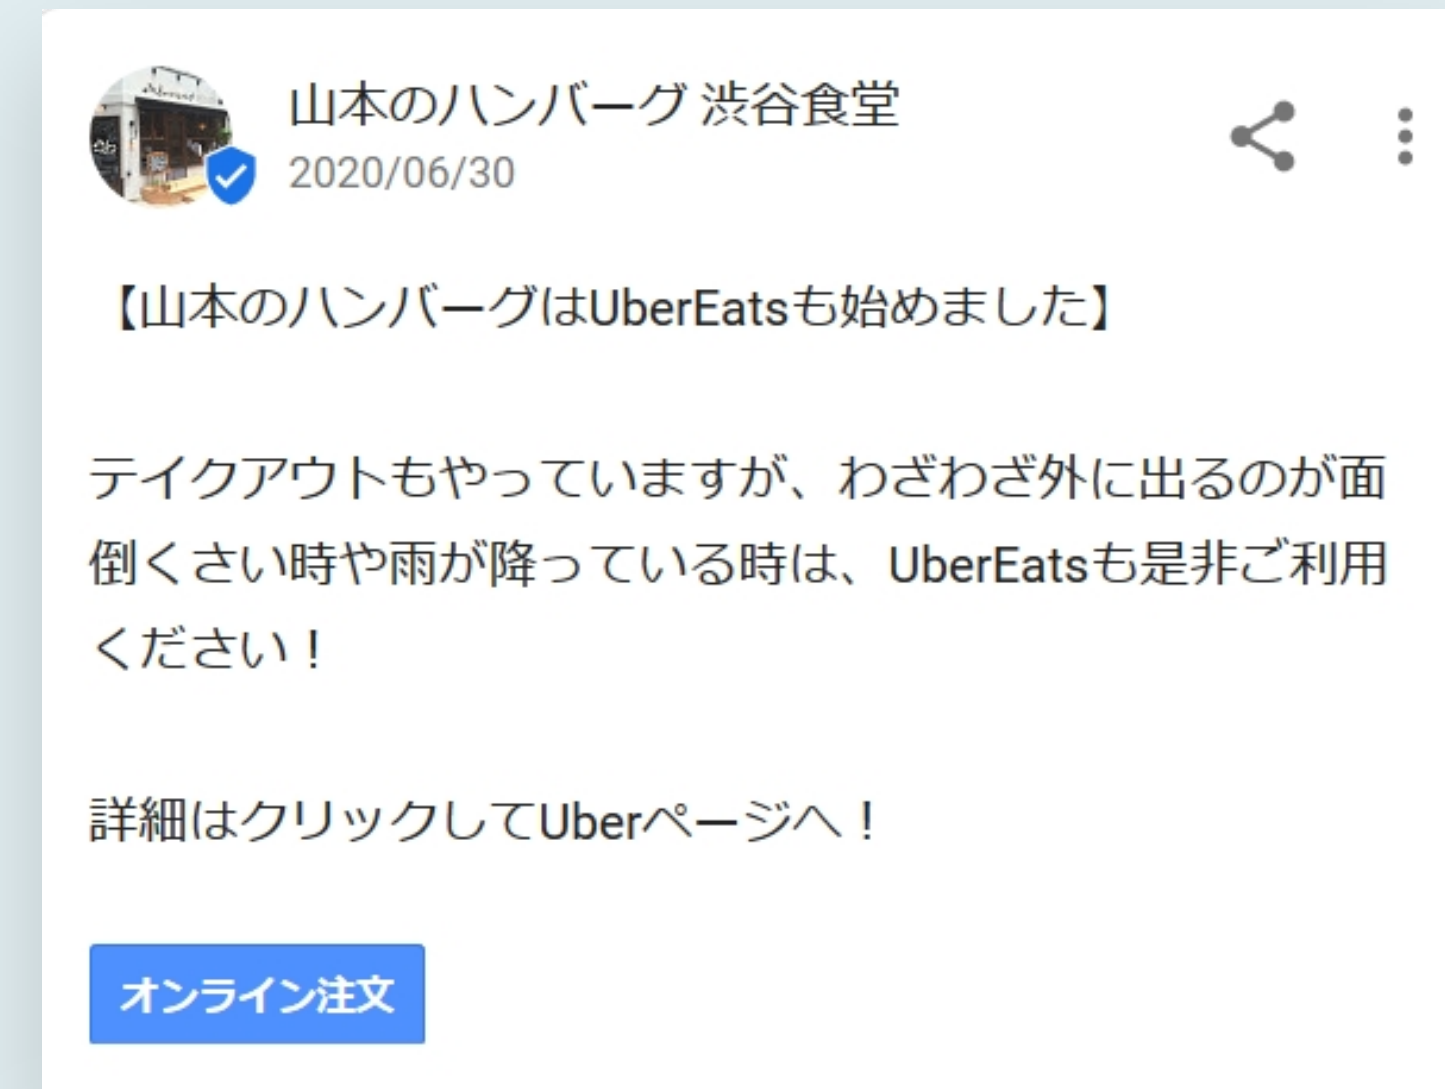 山本のハンバーグ 渋谷食堂
2020/06/30
【山本のハンバーグはUberEatsも始めました】
テイクアウトもやっていますが、わざわざ外に出るのが面
倒くさい時や雨が降っている時は、UberEatsも是非ご利用
ください！
詳細はクリックしてUberページへ！
オンライン注文